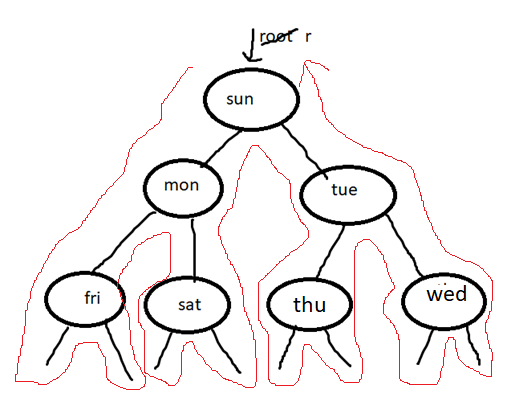 root r
sun
mon
tue
fri
sat
thu
wed